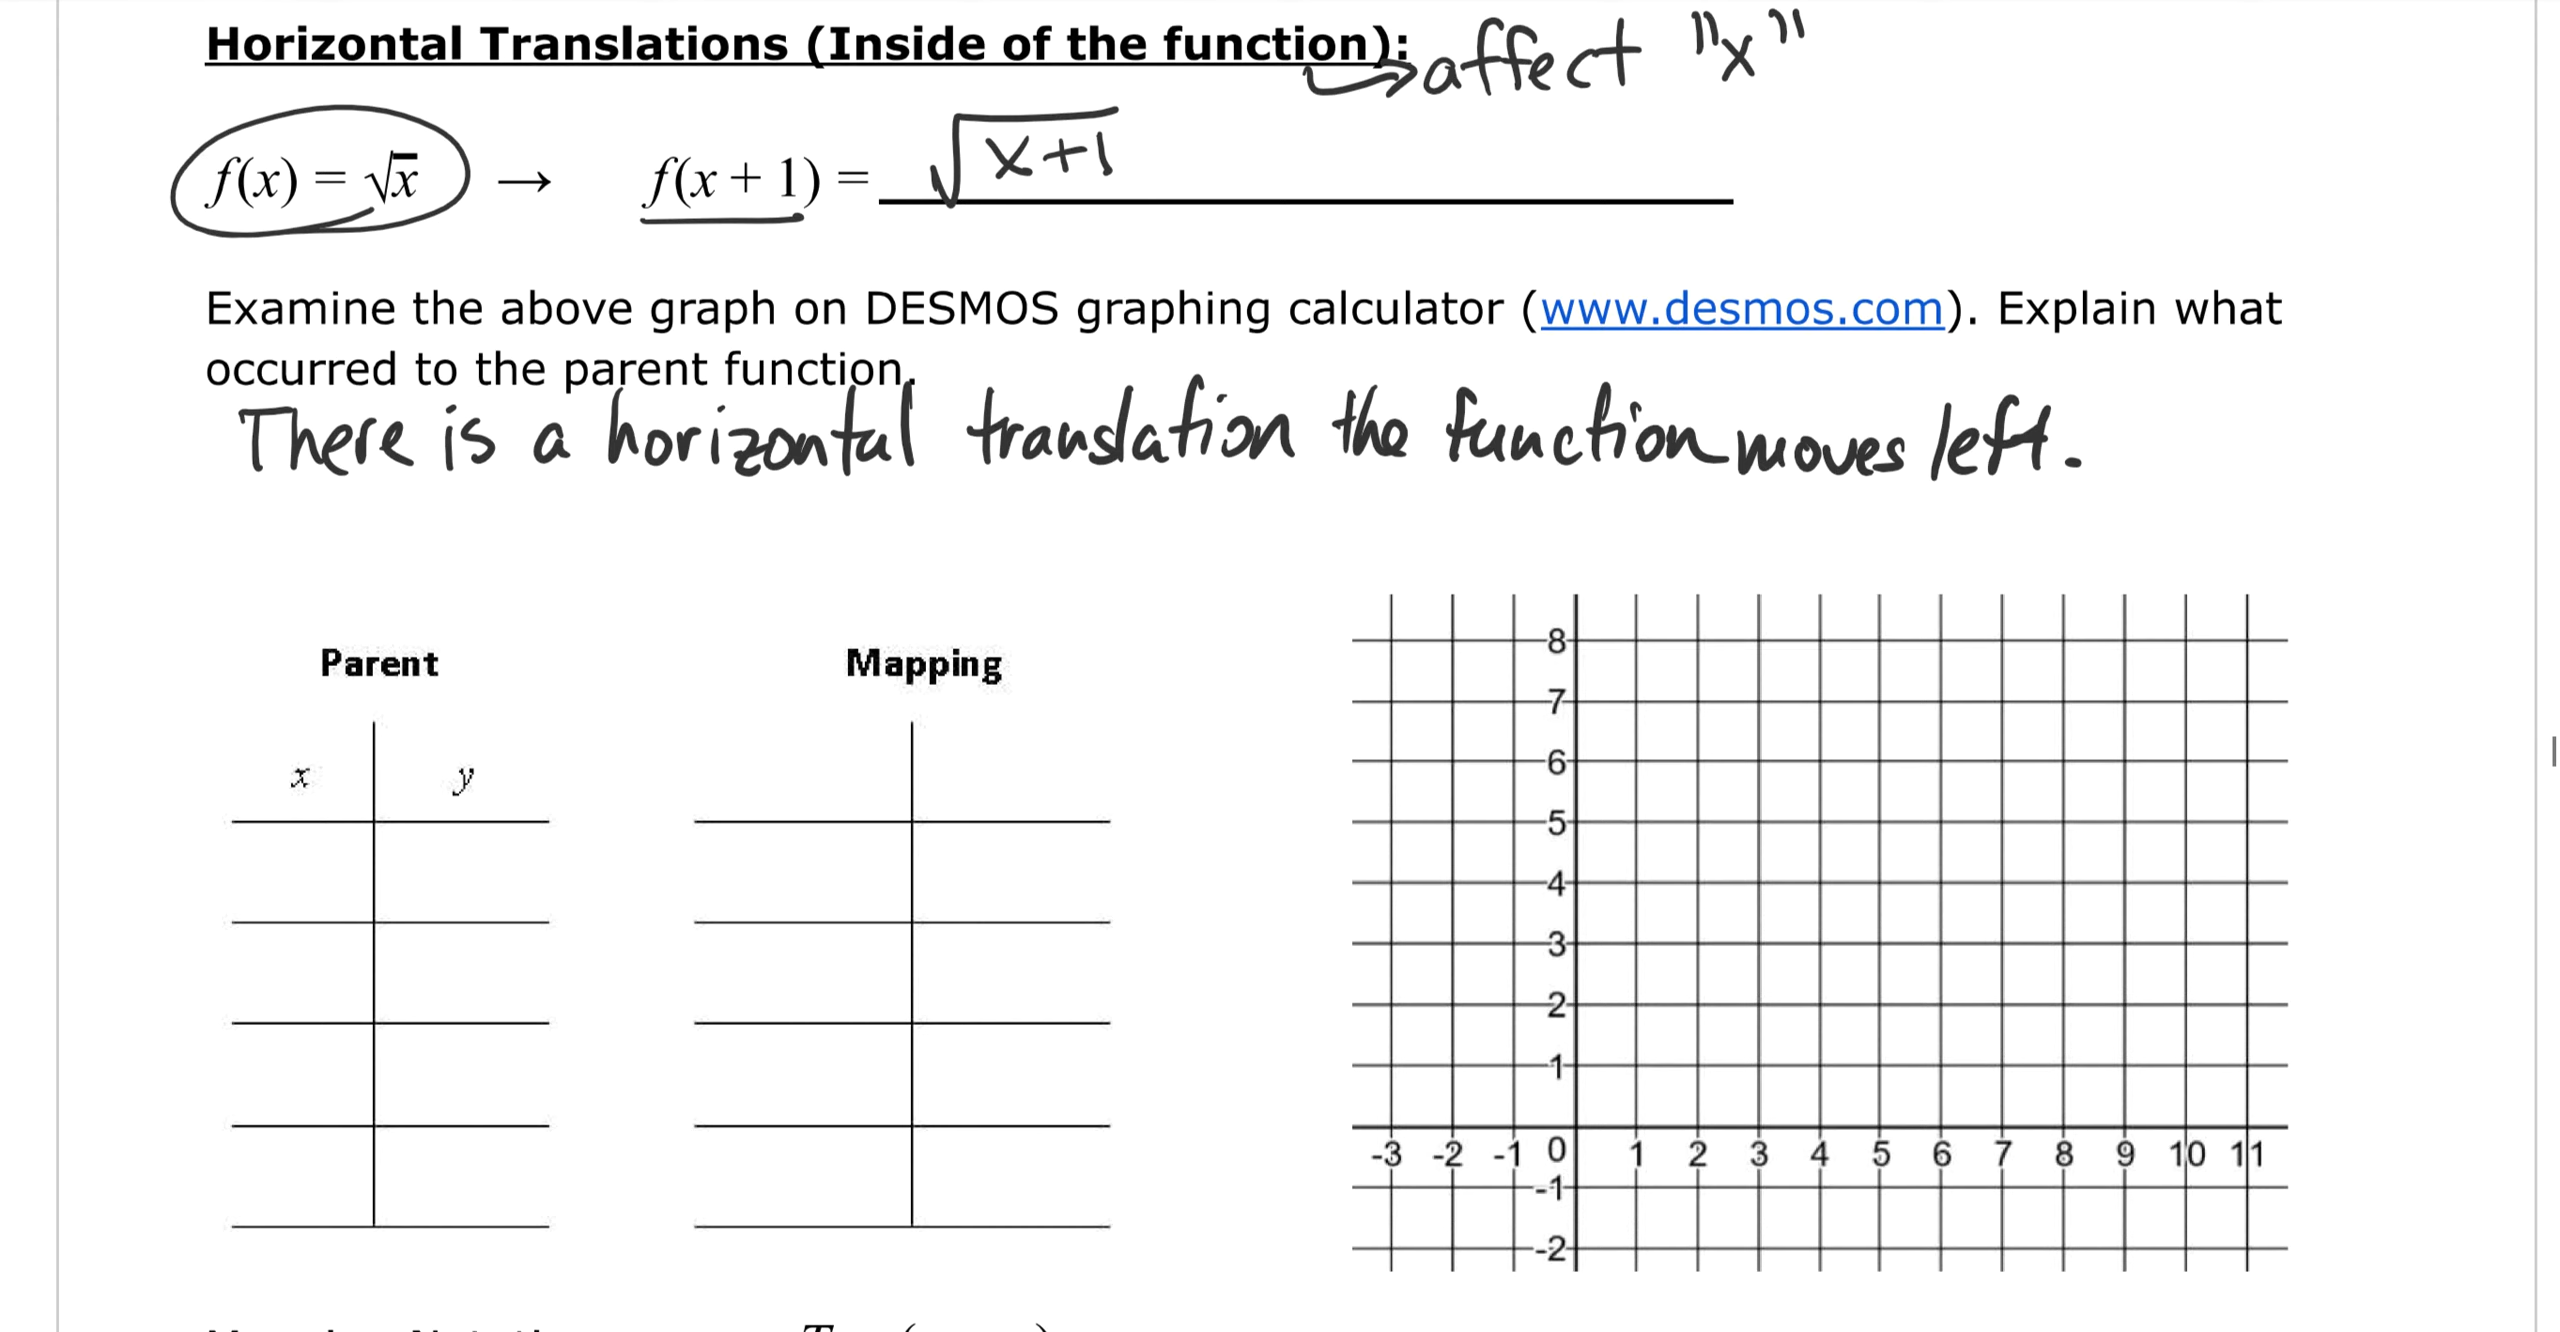 Horizontal Translations (Inside of the function): affect "x"
f(x) = √x → f(x + 1) = √x+1
Examine the above graph on DESMOS graphing calculator (www.desmos.com). Explain what
occurred to the parent function.
There is a horizontal translation the function moves left.
Parent Mapping
x y
8
7
6
5
4
3
2
1
-3 -2 -1 0 1 2 3 4 5 6 7 8 9 10 11
-1
-2